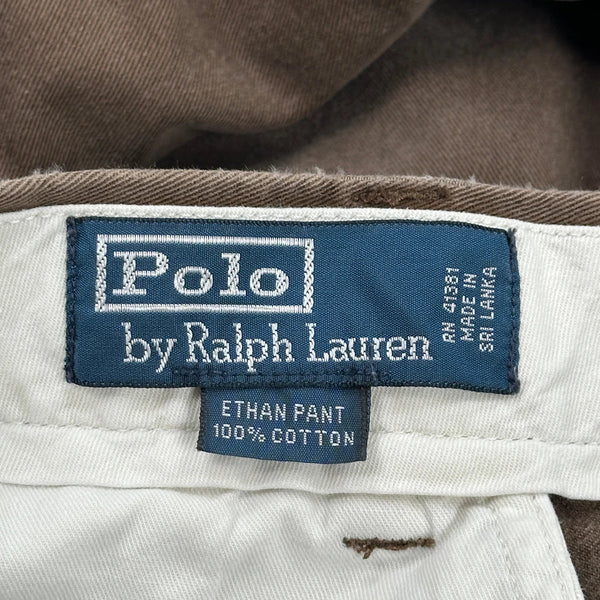 Polo
by Ralph Lauren
RN 41381
MADE IN
SRI LANKA
ETHAN PANT
100% COTTON